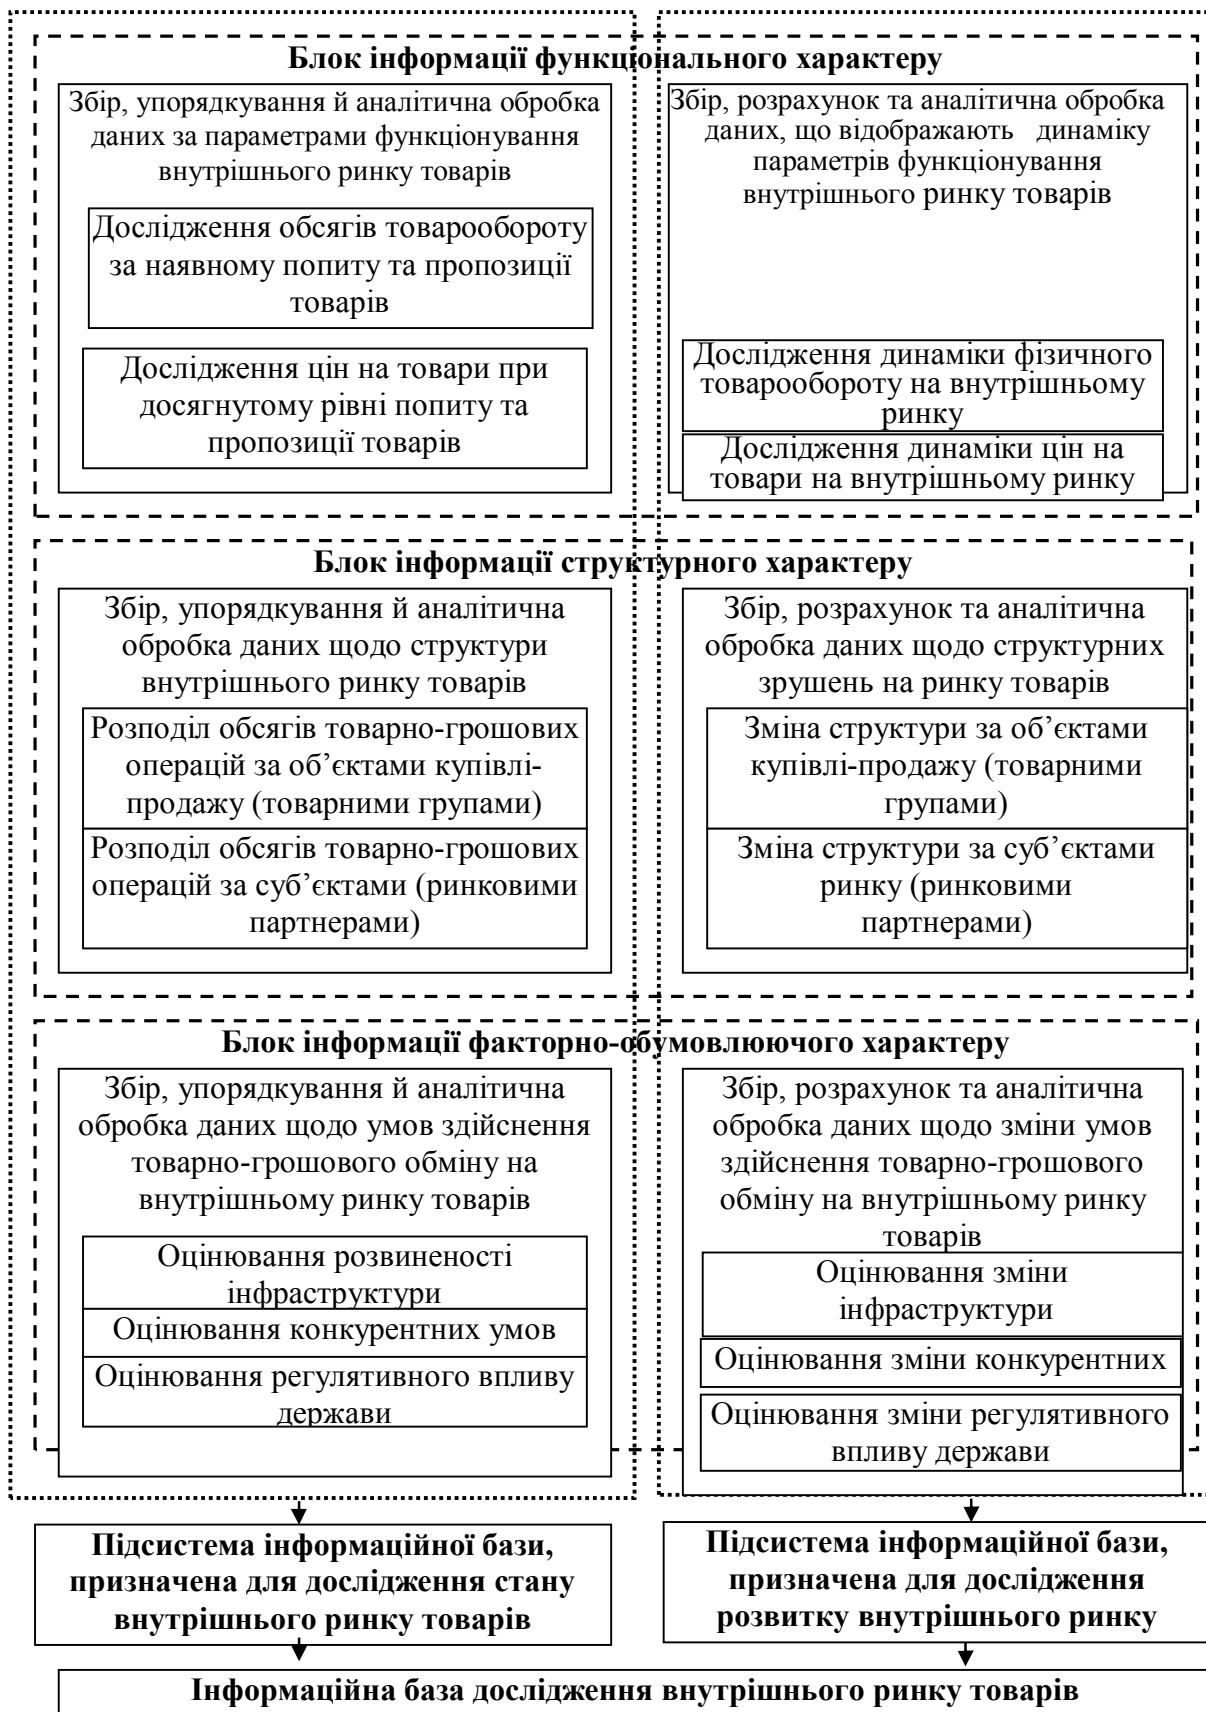 Блок інформації функціонального характеру
Збір, упорядкування й аналітична обробка
даних за параметрами функціонування
внутрішнього ринку товарів
Дослідження обсягів товарообороту
за наявному попиту та пропозиції
товарів
Дослідження цін на товари при
досягнутому рівні попиту та
пропозиції товарів
Збір, розрахунок та аналітична обробка
даних, що відображають динаміку
параметрів функціонування
внутрішнього ринку товарів
Дослідження динаміки фізичного
товарообороту на внутрішньому
ринку
Дослідження динаміки цін на
товари на внутрішньому ринку
Блок інформації структурного характеру
Збір, упорядкування й аналітична
обробка даних щодо структури
внутрішнього ринку товарів
Розподіл обсягів товарно-грошових
операцій за об’єктами купівлі-
продажу (товарними групами)
Розподіл обсягів товарно-грошових
операцій за суб’єктами (ринковими
партнерами)
Збір, розрахунок та аналітична
обробка даних щодо структурних
зрушень на ринку товарів
Зміна структури за об’єктами
купівлі-продажу (товарними
групами)
Зміна структури за суб’єктами
ринку (ринковими
партнерами)
Блок інформації факторно-обумовлюючого характеру
Збір, упорядкування й аналітична
обробка даних щодо умов здійснення
товарно-грошового обміну на
внутрішньому ринку товарів
Оцінювання розвиненості
інфраструктури
Оцінювання конкурентних умов
Оцінювання регулятивного впливу
держави
Збір, розрахунок та аналітична
обробка даних щодо зміни умов
здійснення товарно-грошового
обміну на внутрішньому ринку
товарів
Оцінювання зміни
інфраструктури
Оцінювання зміни конкурентних
Оцінювання зміни регулятивного
впливу держави
Підсистема інформаційної бази,
призначена для дослідження стану
внутрішнього ринку товарів
Підсистема інформаційної бази,
призначена для дослідження
розвитку внутрішнього ринку
Інформаційна база дослідження внутрішнього ринку товарів